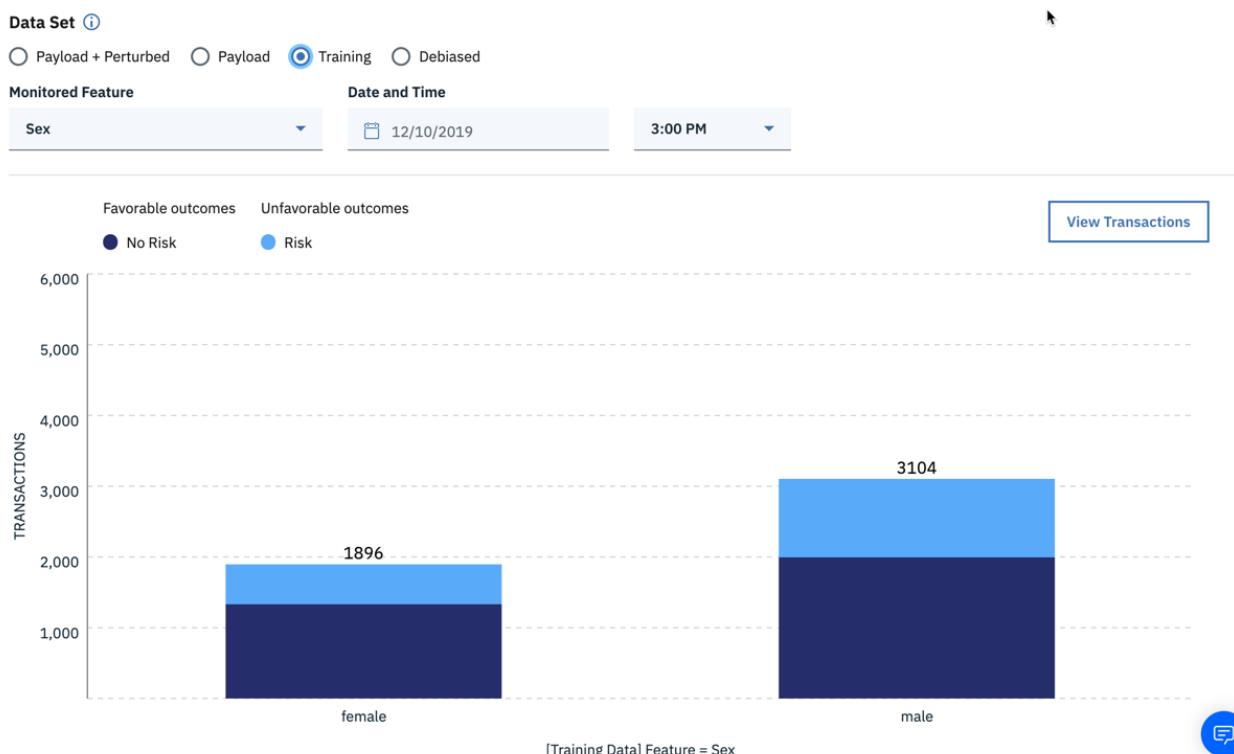 Data Set
Payload + Perturbed Payload Training Debiased
Monitored Feature Date and Time
Sex 12/10/2019 3:00 PM
Favorable outcomes Unfavorable outcomes
No Risk Risk
View Transactions
6,000
5,000
4,000
3,000
2,000
1,000
TRANSACTIONS
1896
3104
female male
[Training Data] Feature = Sex